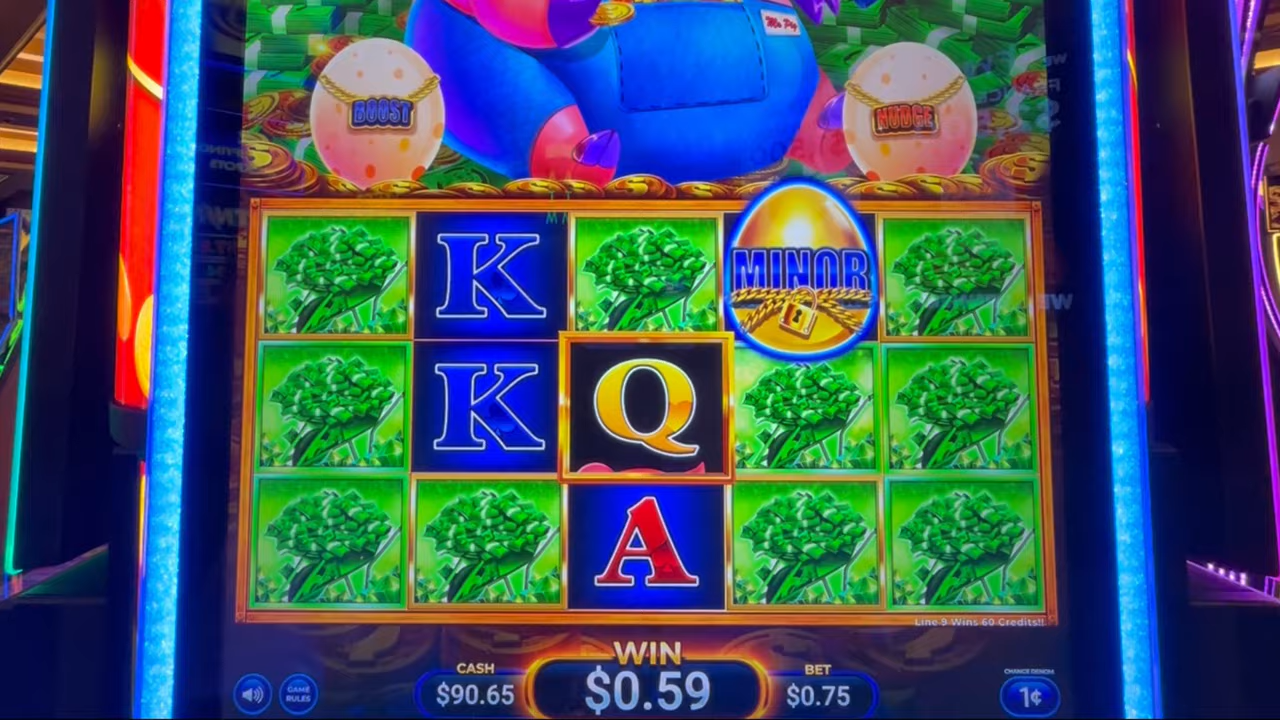 Mr Pig
BOOST
NUDGE
K
MINOR
K
Q
A
Line 9 Wins 60 Credits!!
WIN
CASH
$90.65
$0.59
BET
$0.75
GAME
RULES
CHANGE DENOM
1¢